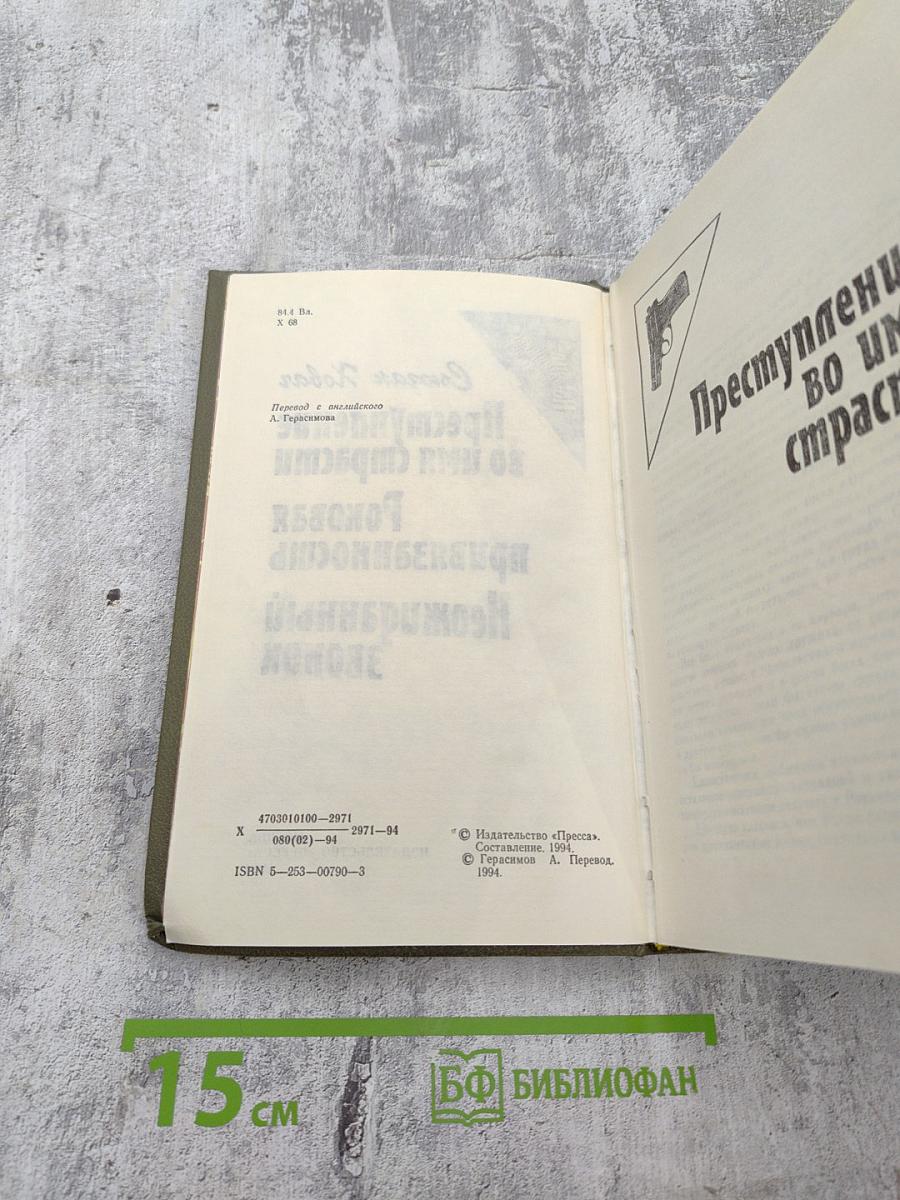 84.4 Вл.
Х 68
Перевод с английского
А. Герасимова
Х 4703010100—2971
080(02)—94 2971—94
ISBN 5—253—00790—3
© Издательство «Пресса».
Составление. 1994.
© Герасимов А. Перевод.
1994.
Преступлени
во им
страст
15 см
БФ БИБЛИОФАН